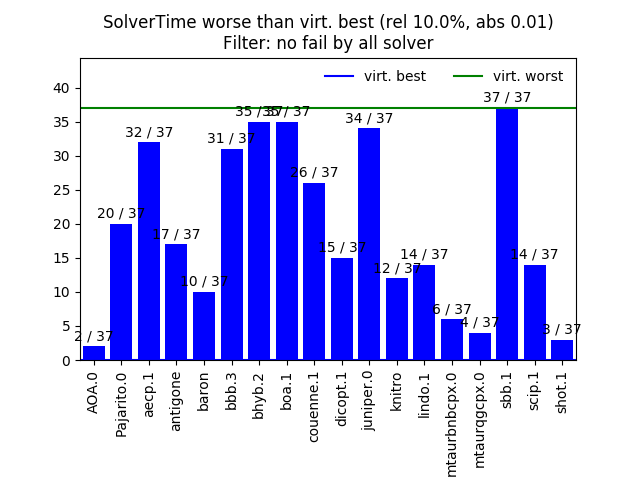 SolverTime worse than virt. best (rel 10.0%, abs 0.01)
Filter: no fail by all solver
virt. best
virt. worst
40
35
30
25
20
15
10
5
0
2 / 37
20 / 37
32 / 37
17 / 37
10 / 37
31 / 37
35 / 37
35 / 37
26 / 37
15 / 37
34 / 37
12 / 37
14 / 37
6 / 37
4 / 37
37 / 37
14 / 37
3 / 37
AOA.0
Pajarito.0
aecp.1
antigone
baron
bbb.3
bhyb.2
boa.1
couenne.1
dicopt.1
juniper.0
knitro
lindo.1
mtaurbnbcpx.0
mtaurqgcpx.0
sbb.1
scip.1
shot.1